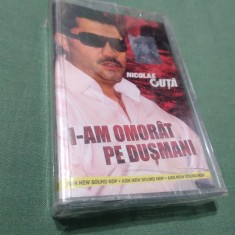 NICOLAE
GUȚĂ
I-AM OMORÂT
PE DUȘMANI